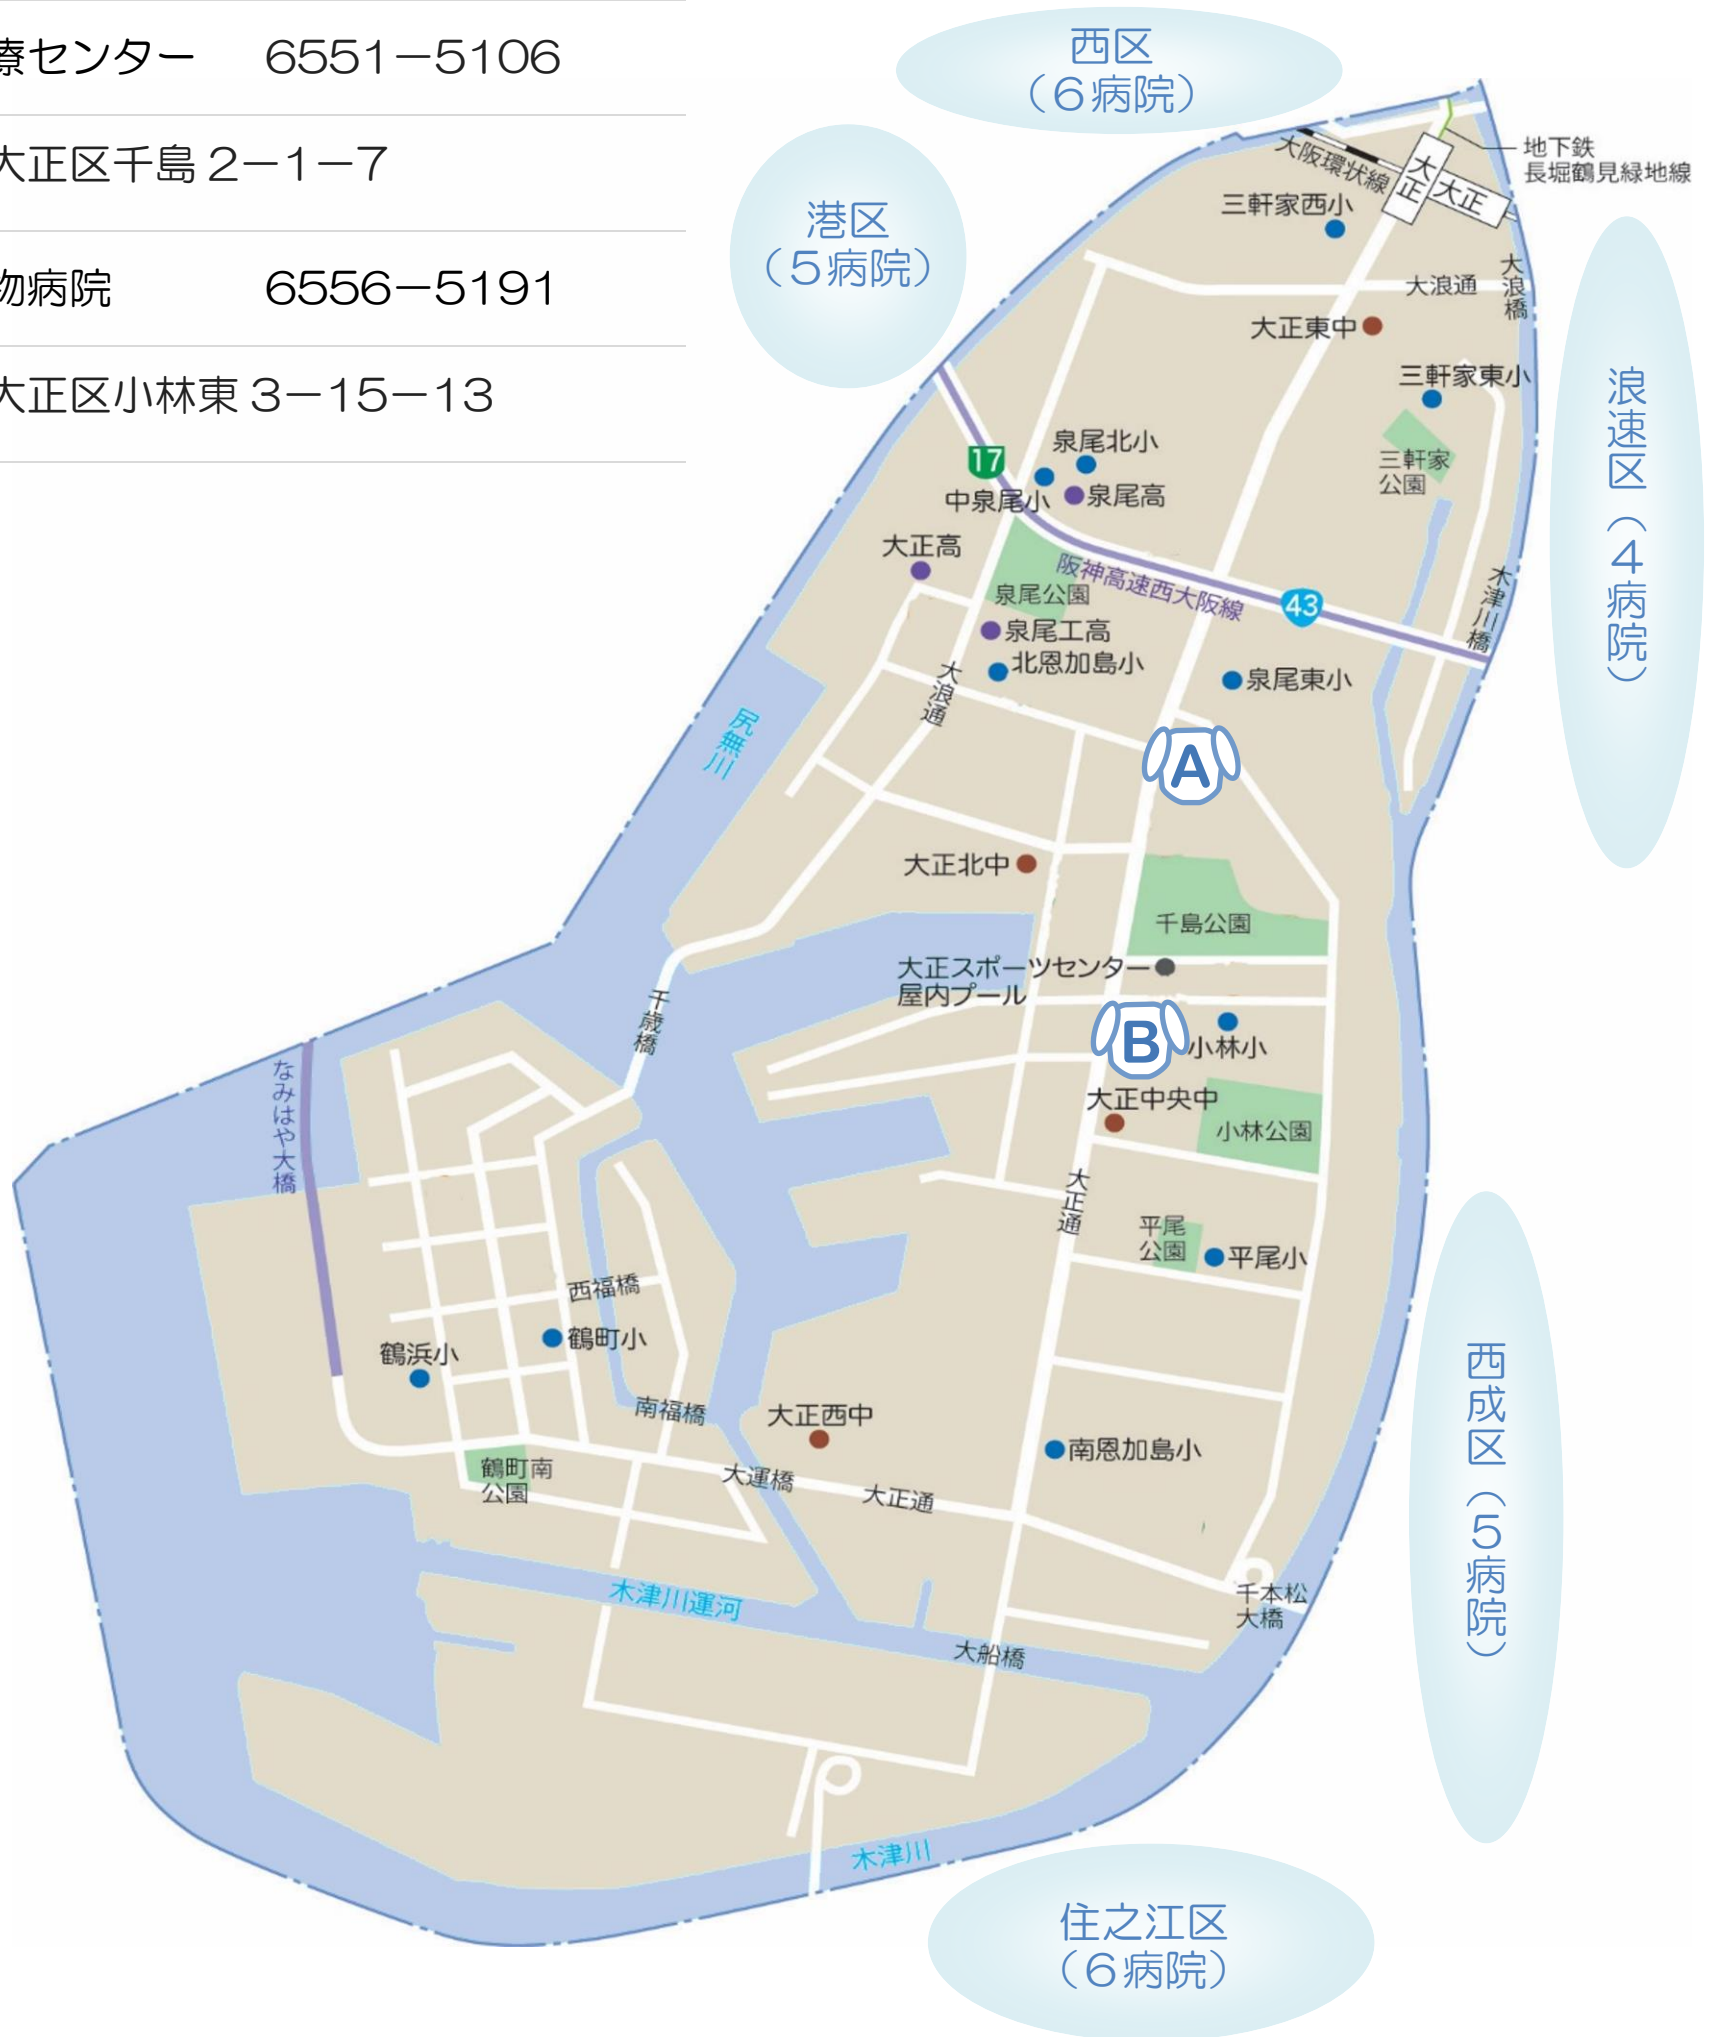 療センター 6551－5106
大正区千島2－1－7
物病院 6556－5191
大正区小林東3－15－13
西区
（6病院）
港区
（5病院）
浪速区（4病院）
西成区（5病院）
住之江区
（6病院）
地下鉄
長堀鶴見緑地線
大阪環状線
大正
大正
三軒家西小
大浪通
大浪橋
大正東中
三軒家東小
三軒家
公園
17
泉尾北小
中泉尾小
泉尾高
大正高
泉尾公園
阪神高速西大阪線
43
木津川橋
泉尾工高
北恩加島小
泉尾東小
大浪通
尻無川
A
大正北中
千島公園
大正スポーツセンター
屋内プール
千歳橋
B
小林小
大正中央中
小林公園
なみはや大橋
大正通
平尾
公園
平尾小
西福橋
鶴町小
鶴浜小
南福橋
大正西中
南恩加島小
鶴町南
公園
大運橋
大正通
千本松
大橋
木津川運河
大船橋
木津川